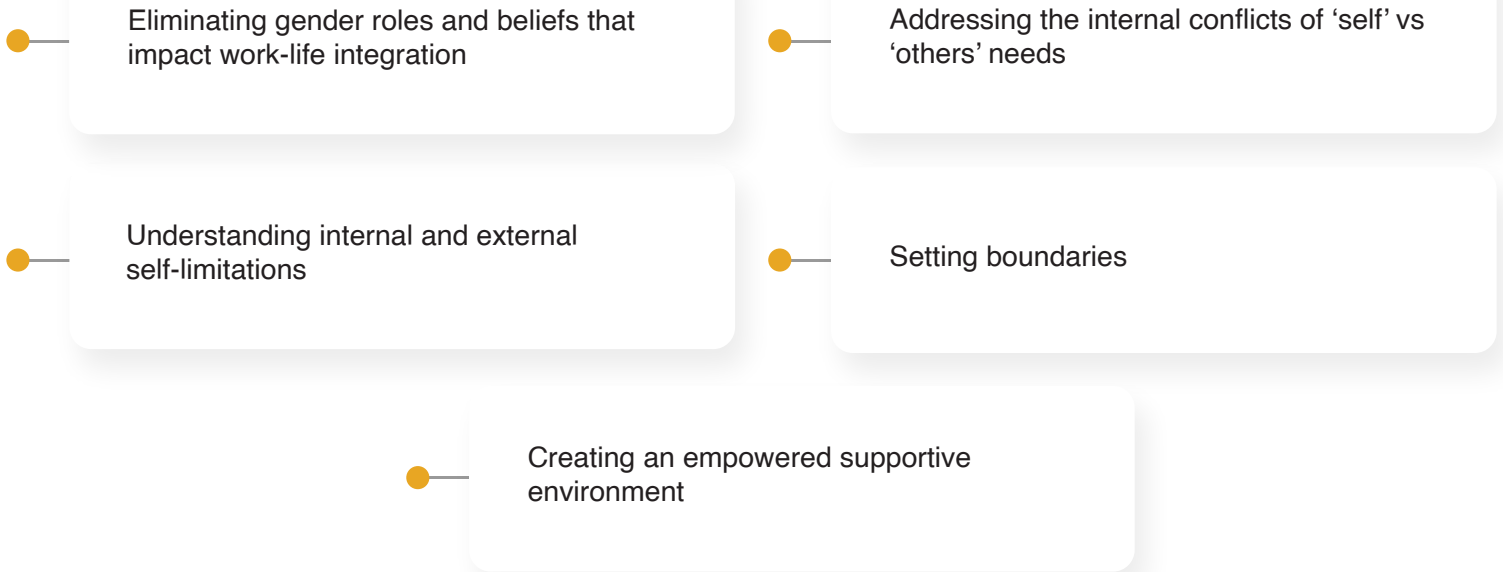 Eliminating gender roles and beliefs that
impact work-life integration
Addressing the internal conflicts of ‘self’ vs
‘others’ needs
Understanding internal and external
self-limitations
Setting boundaries
Creating an empowered supportive
environment